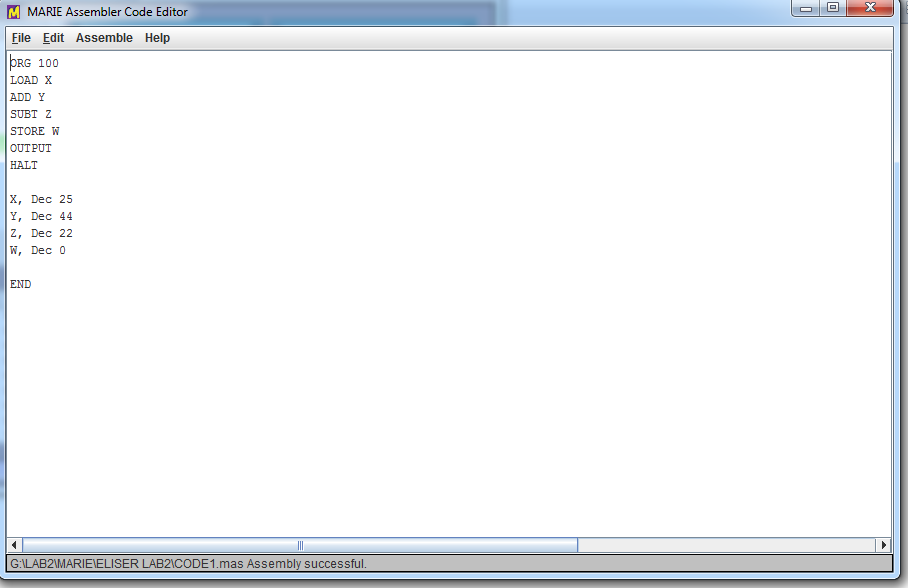 MARIE Assembler Code Editor
File Edit Assemble Help
ORG 100
LOAD X
ADD Y
SUBT Z
STORE W
OUTPUT
HALT
X, Dec 25
Y, Dec 44
Z, Dec 22
W, Dec 0
END
G:\LAB2\MARIE\ELISER LAB2\CODE1.mas Assembly successful.